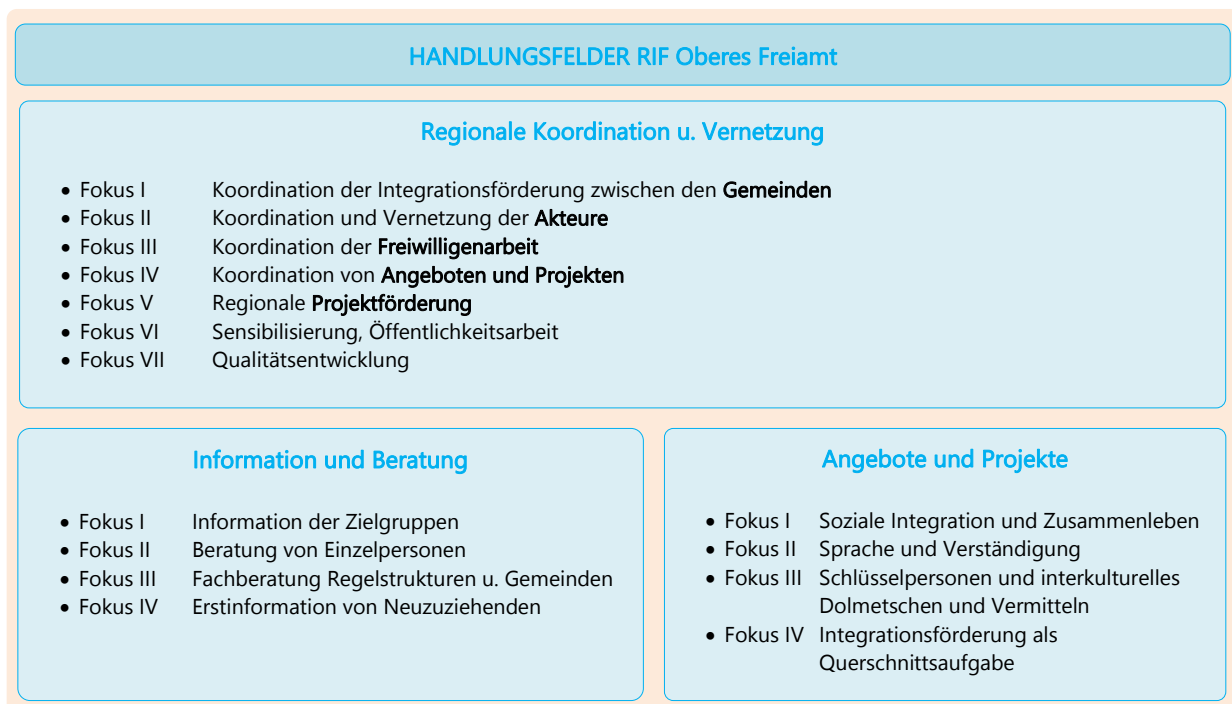 HANDLUNGSFELDER RIF Oberes Freiamt
Regionale Koordination u. Vernetzung
• Fokus I Koordination der Integrationsförderung zwischen den Gemeinden
• Fokus II Koordination und Vernetzung der Akteure
• Fokus III Koordination der Freiwilligenarbeit
• Fokus IV Koordination von Angeboten und Projekten
• Fokus V Regionale Projektförderung
• Fokus VI Sensibilisierung, Öffentlichkeitsarbeit
• Fokus VII Qualitätsentwicklung
Information und Beratung
• Fokus I Information der Zielgruppen
• Fokus II Beratung von Einzelpersonen
• Fokus III Fachberatung Regelstrukturen u. Gemeinden
• Fokus IV Erstinformation von Neuzuziehenden
Angebote und Projekte
• Fokus I Soziale Integration und Zusammenleben
• Fokus II Sprache und Verständigung
• Fokus III Schlüsselpersonen und interkulturelles
Dolmetschen und Vermitteln
• Fokus IV Integrationsförderung als
Querschnittsaufgabe